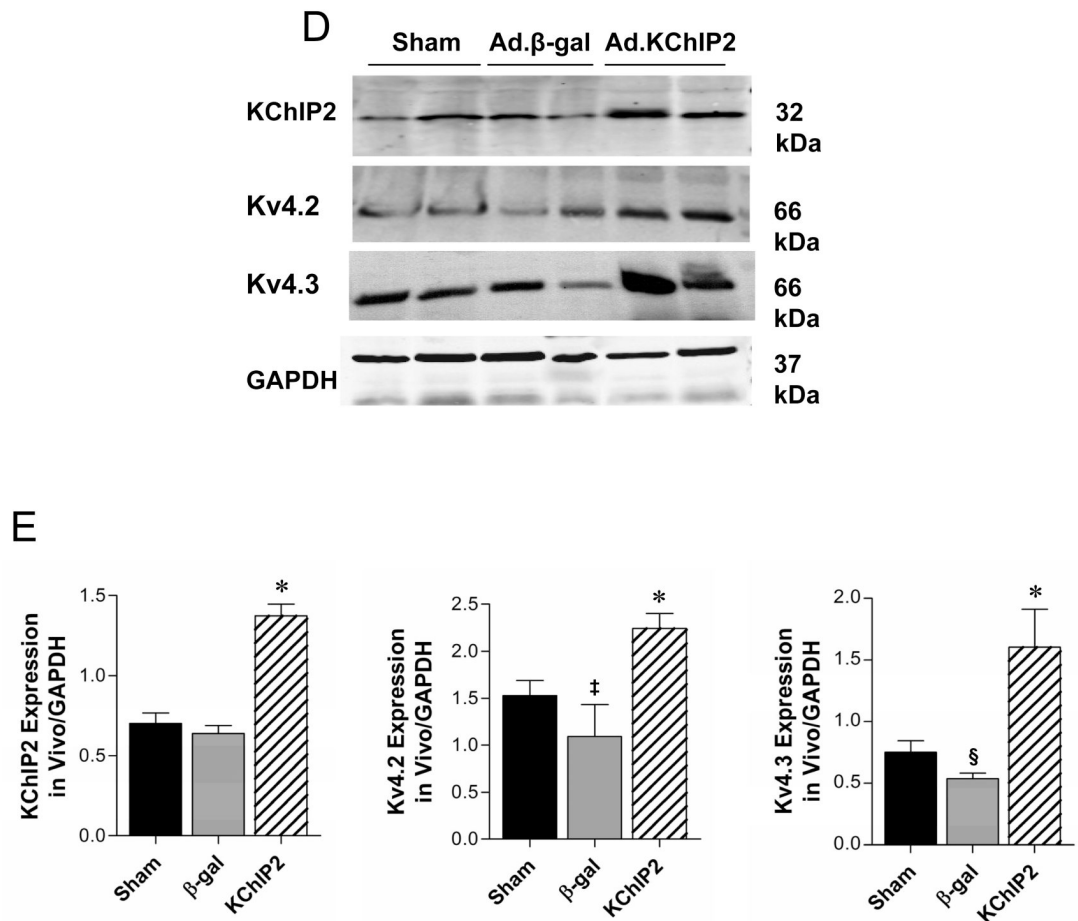 D
Sham Ad.β-gal Ad.KChIP2
KChIP2
32
kDa
Kv4.2
66
kDa
Kv4.3
66
kDa
GAPDH
37
kDa
E
KChIP2 Expression
in Vivo/GAPDH
1.5
1.0
0.5
0.0
*
Sham
β-gal
KChIP2
Kv4.2 Expression
in Vivo/GAPDH
2.5
2.0
1.5
1.0
0.5
0.0
‡
*
Sham
β-gal
KChIP2
Kv4.3 Expression
in Vivo/GAPDH
2.0
1.5
1.0
0.5
0.0
§
*
Sham
β-gal
KChIP2